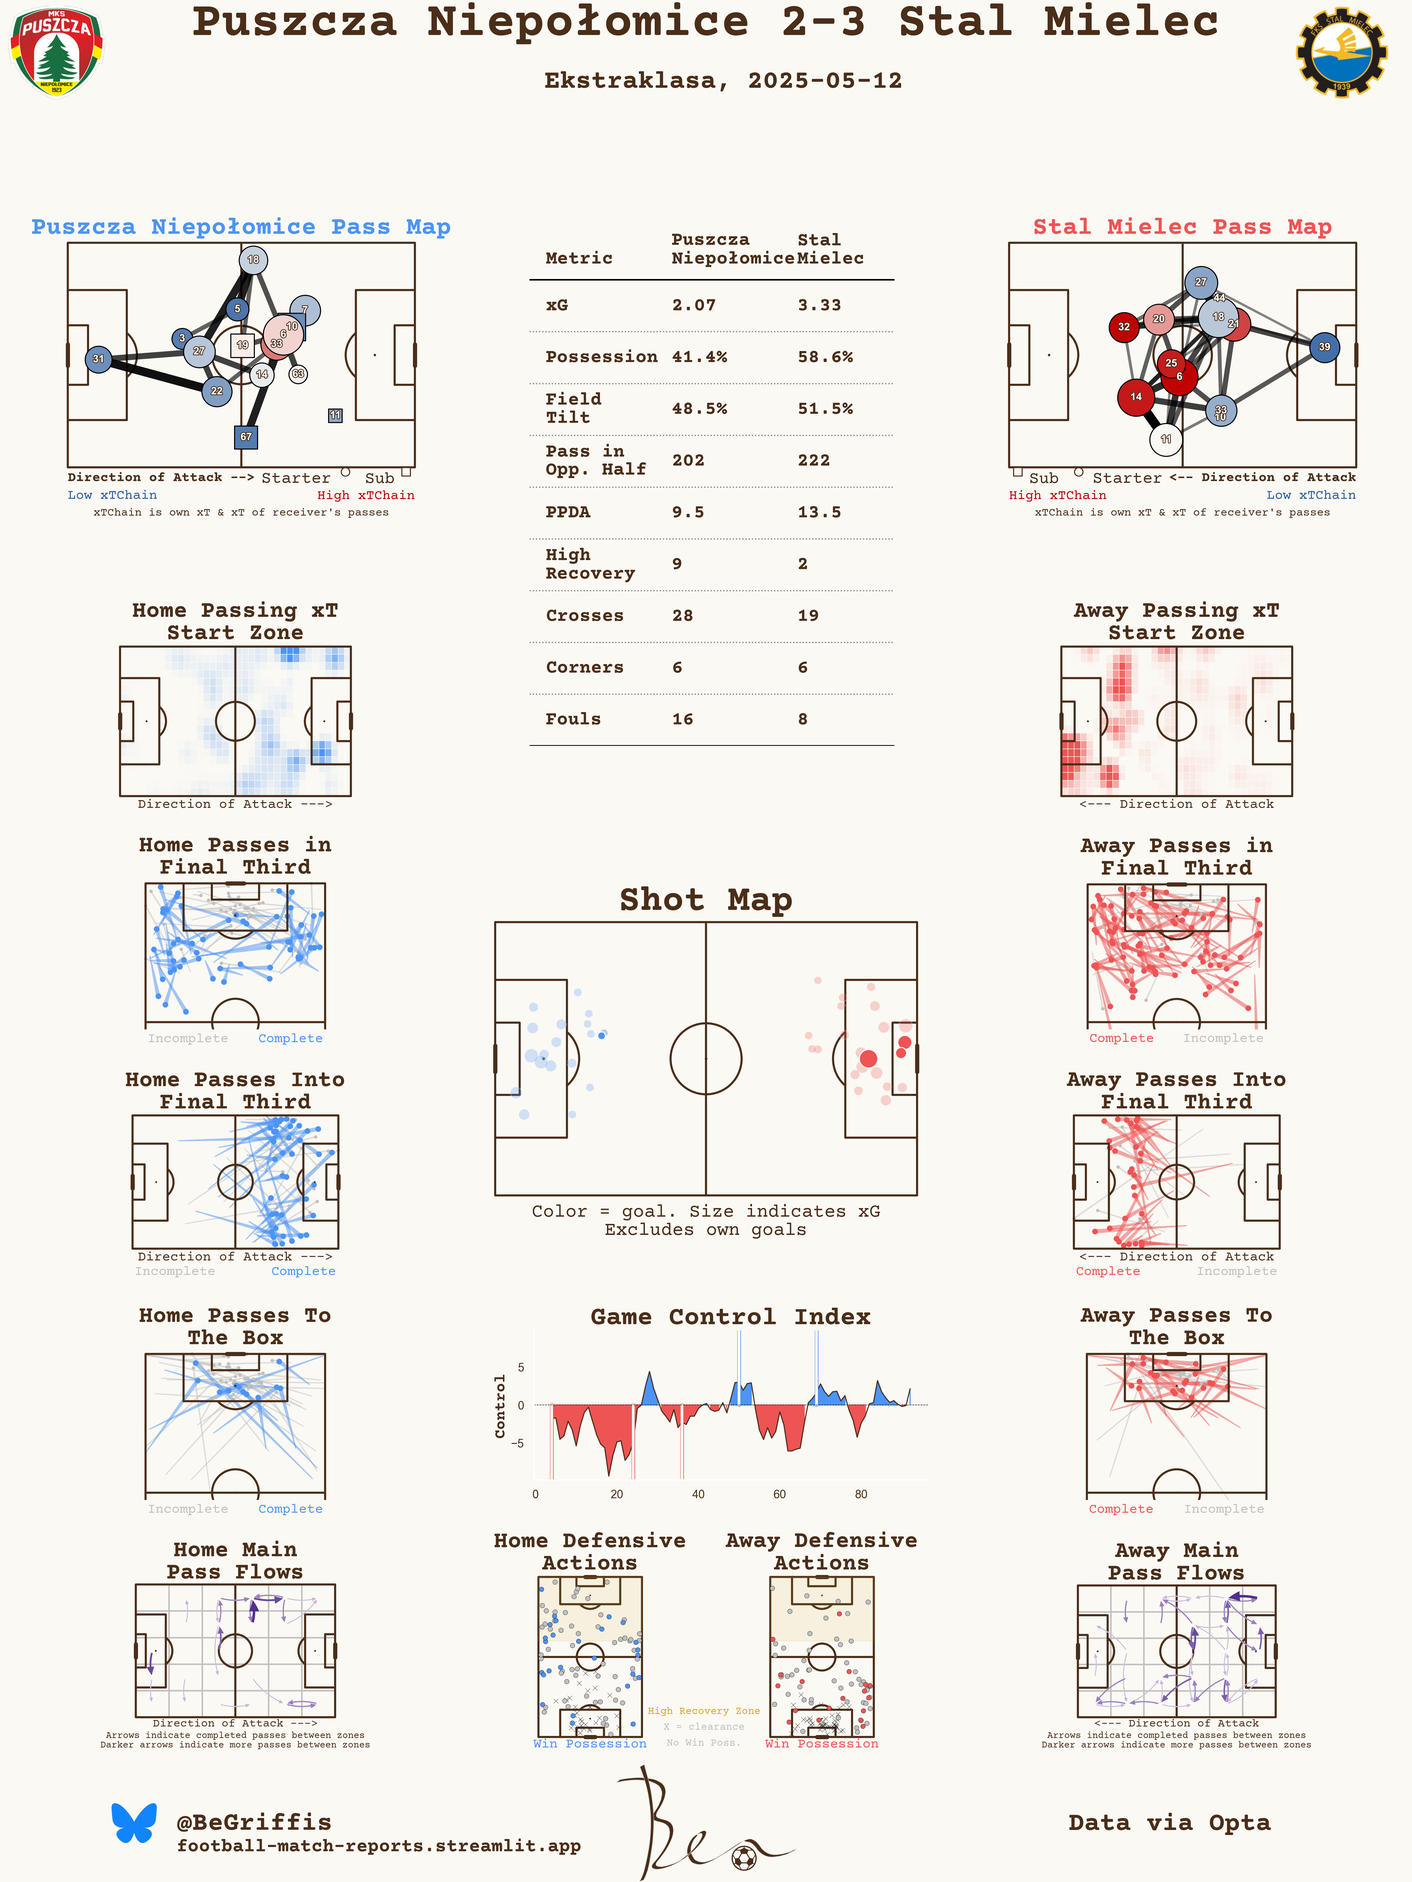 Puszcza Niepołomice 2-3 Stal Mielec
Ekstraklasa, 2025-05-12
MKS
PUSZCZA
NIEPOŁOMICE
1923
FKS STAL MIELEC
1939
Puszcza Niepołomice Pass Map
18
5
7
10
6
3
19
33
27
31
14
63
22
11
67
Direction of Attack --> Starter Sub
Low xTChain High xTChain
xTChain is own xT & xT of receiver's passes
Metric Puszcza Niepołomice Stal Mielec
xG 2.07 3.33
Possession 41.4% 58.6%
Field Tilt 48.5% 51.5%
Pass in Opp. Half 202 222
PPDA 9.5 13.5
High Recovery 9 2
Crosses 28 19
Corners 6 6
Fouls 16 8
Stal Mielec Pass Map
27
44
18
20
21
32
39
25
6
14
33
10
11
Sub Starter <-- Direction of Attack
High xTChain Low xTChain
xTChain is own xT & xT of receiver's passes
Home Passing xT
Start Zone
Direction of Attack --->
Away Passing xT
Start Zone
<--- Direction of Attack
Home Passes in
Final Third
Incomplete Complete
Away Passes in
Final Third
Complete Incomplete
Shot Map
Color = goal. Size indicates xG
Excludes own goals
Home Passes Into
Final Third
Direction of Attack --->
Incomplete Complete
Away Passes Into
Final Third
<--- Direction of Attack
Complete Incomplete
Home Passes To
The Box
Incomplete Complete
Game Control Index
Control
5
0
−5
0 20 40 60 80
Away Passes To
The Box
Complete Incomplete
Home Main
Pass Flows
Direction of Attack --->
Arrows indicate completed passes between zones
Darker arrows indicate more passes between zones
Home Defensive
Actions
Win Possession
Away Defensive
Actions
Win Possession
High Recovery Zone
X = clearance
No Win Poss.
Away Main
Pass Flows
<--- Direction of Attack
Arrows indicate completed passes between zones
Darker arrows indicate more passes between zones
@BeGriffis
football-match-reports.streamlit.app
Ben
Data via Opta